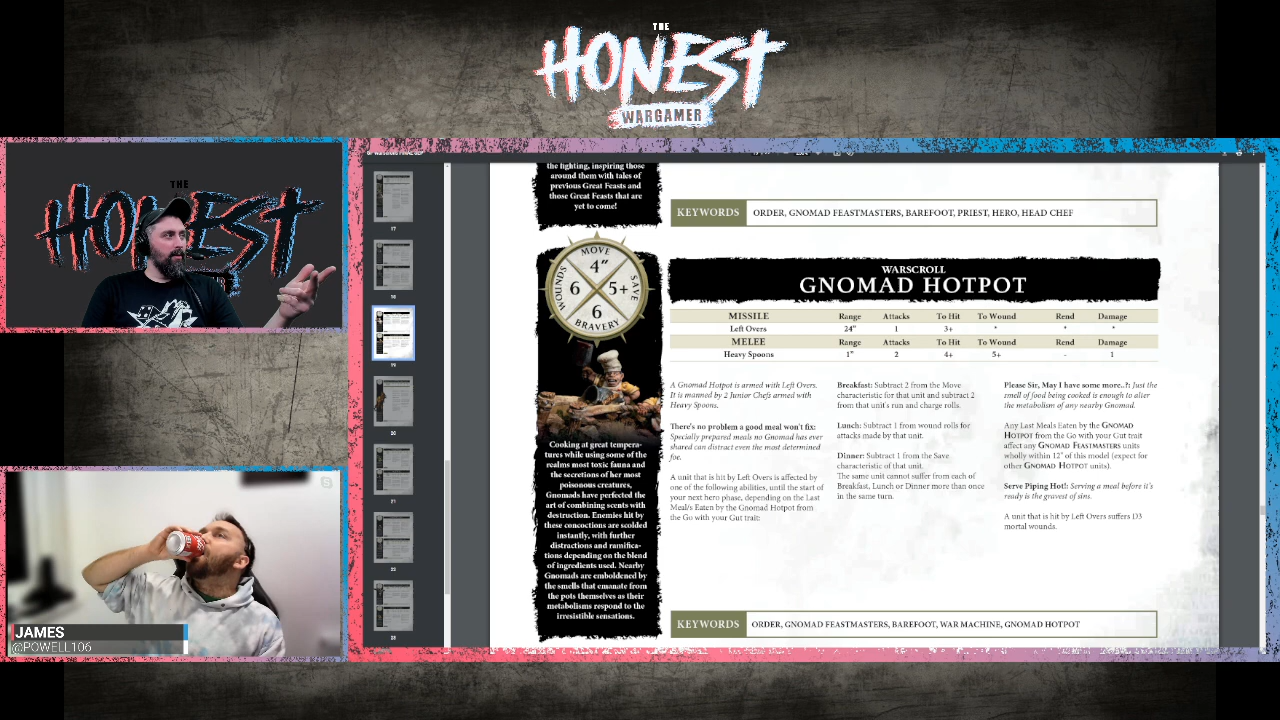 THE
HONEST
WARGAMER
THE
HONEST
JAMES
@POWELL106
17
18
19
20
21
22
23
the fighting, inspiring those
around them with tales of
previous Great Feasts and
those Great Feasts that are
yet to come!
KEYWORDS ORDER, GNOMAD FEASTMASTERS, BAREFOOT, PRIEST, HERO, HEAD CHEF
MOVE
4"
WOUNDS
6
5+
SAVE
6
BRAVERY
WARSCROLL
GNOMAD HOTPOT
MISSILE Range Attacks To Hit To Wound Rend Damage
Left Overs 24" 1 3+ * * *
MELEE Range Attacks To Hit To Wound Rend Damage
Heavy Spoons 1" 2 4+ 5+ - 1
Cooking at great tempera-
tures while using some of the
realms most toxic fauna and
the secretions of her most
poisonous creatures,
Gnomads have perfected the
art of combining scents with
destruction. Enemies hit by
these concoctions are scolded
instantly, with further
distractions and ramifica-
tions depending on the blend
of ingredients used. Nearby
Gnomads are emboldened by
the smells that emanate from
the pots themselves as their
metabolisms respond to the
irresistible sensations.
A Gnomad Hotpot is armed with Left Overs.
It is manned by 2 Junior Chefs armed with
Heavy Spoons.
There's no problem a good meal won't fix:
Specially prepared meals no Gnomad has ever
shared can distract even the most determined
foe.
A unit that is hit by Left Overs is affected by
one of the following abilities, until the start of
your next hero phase, depending on the Last
Meal/s Eaten by the Gnomad Hotpot from
the Go with your Gut trait:
Breakfast: Subtract 2 from the Move
characteristic for that unit and subtract 2
from that unit's run and charge rolls.
Lunch: Subtract 1 from wound rolls for
attacks made by that unit.
Dinner: Subtract 1 from the Save
characteristic of that unit.
The same unit cannot suffer from each of
Breakfast, Lunch or Dinner more than once
in the same turn.
Please Sir, May I have some more..?: Just the
smell of food being cooked is enough to alter
the metabolism of any nearby Gnomad.
Any Last Meals Eaten by the GNOMAD
HOTPOT from the Go with your Gut trait
affect any GNOMAD FEASTMASTERS units
wholly within 12" of this model (expect for
other GNOMAD HOTPOT units).
Serve Piping Hot!: Serving a meal before it's
ready is the gravest of sins.
A unit that is hit by Left Overs suffers D3
mortal wounds.
KEYWORDS ORDER, GNOMAD FEASTMASTERS, BAREFOOT, WAR MACHINE, GNOMAD HOTPOT